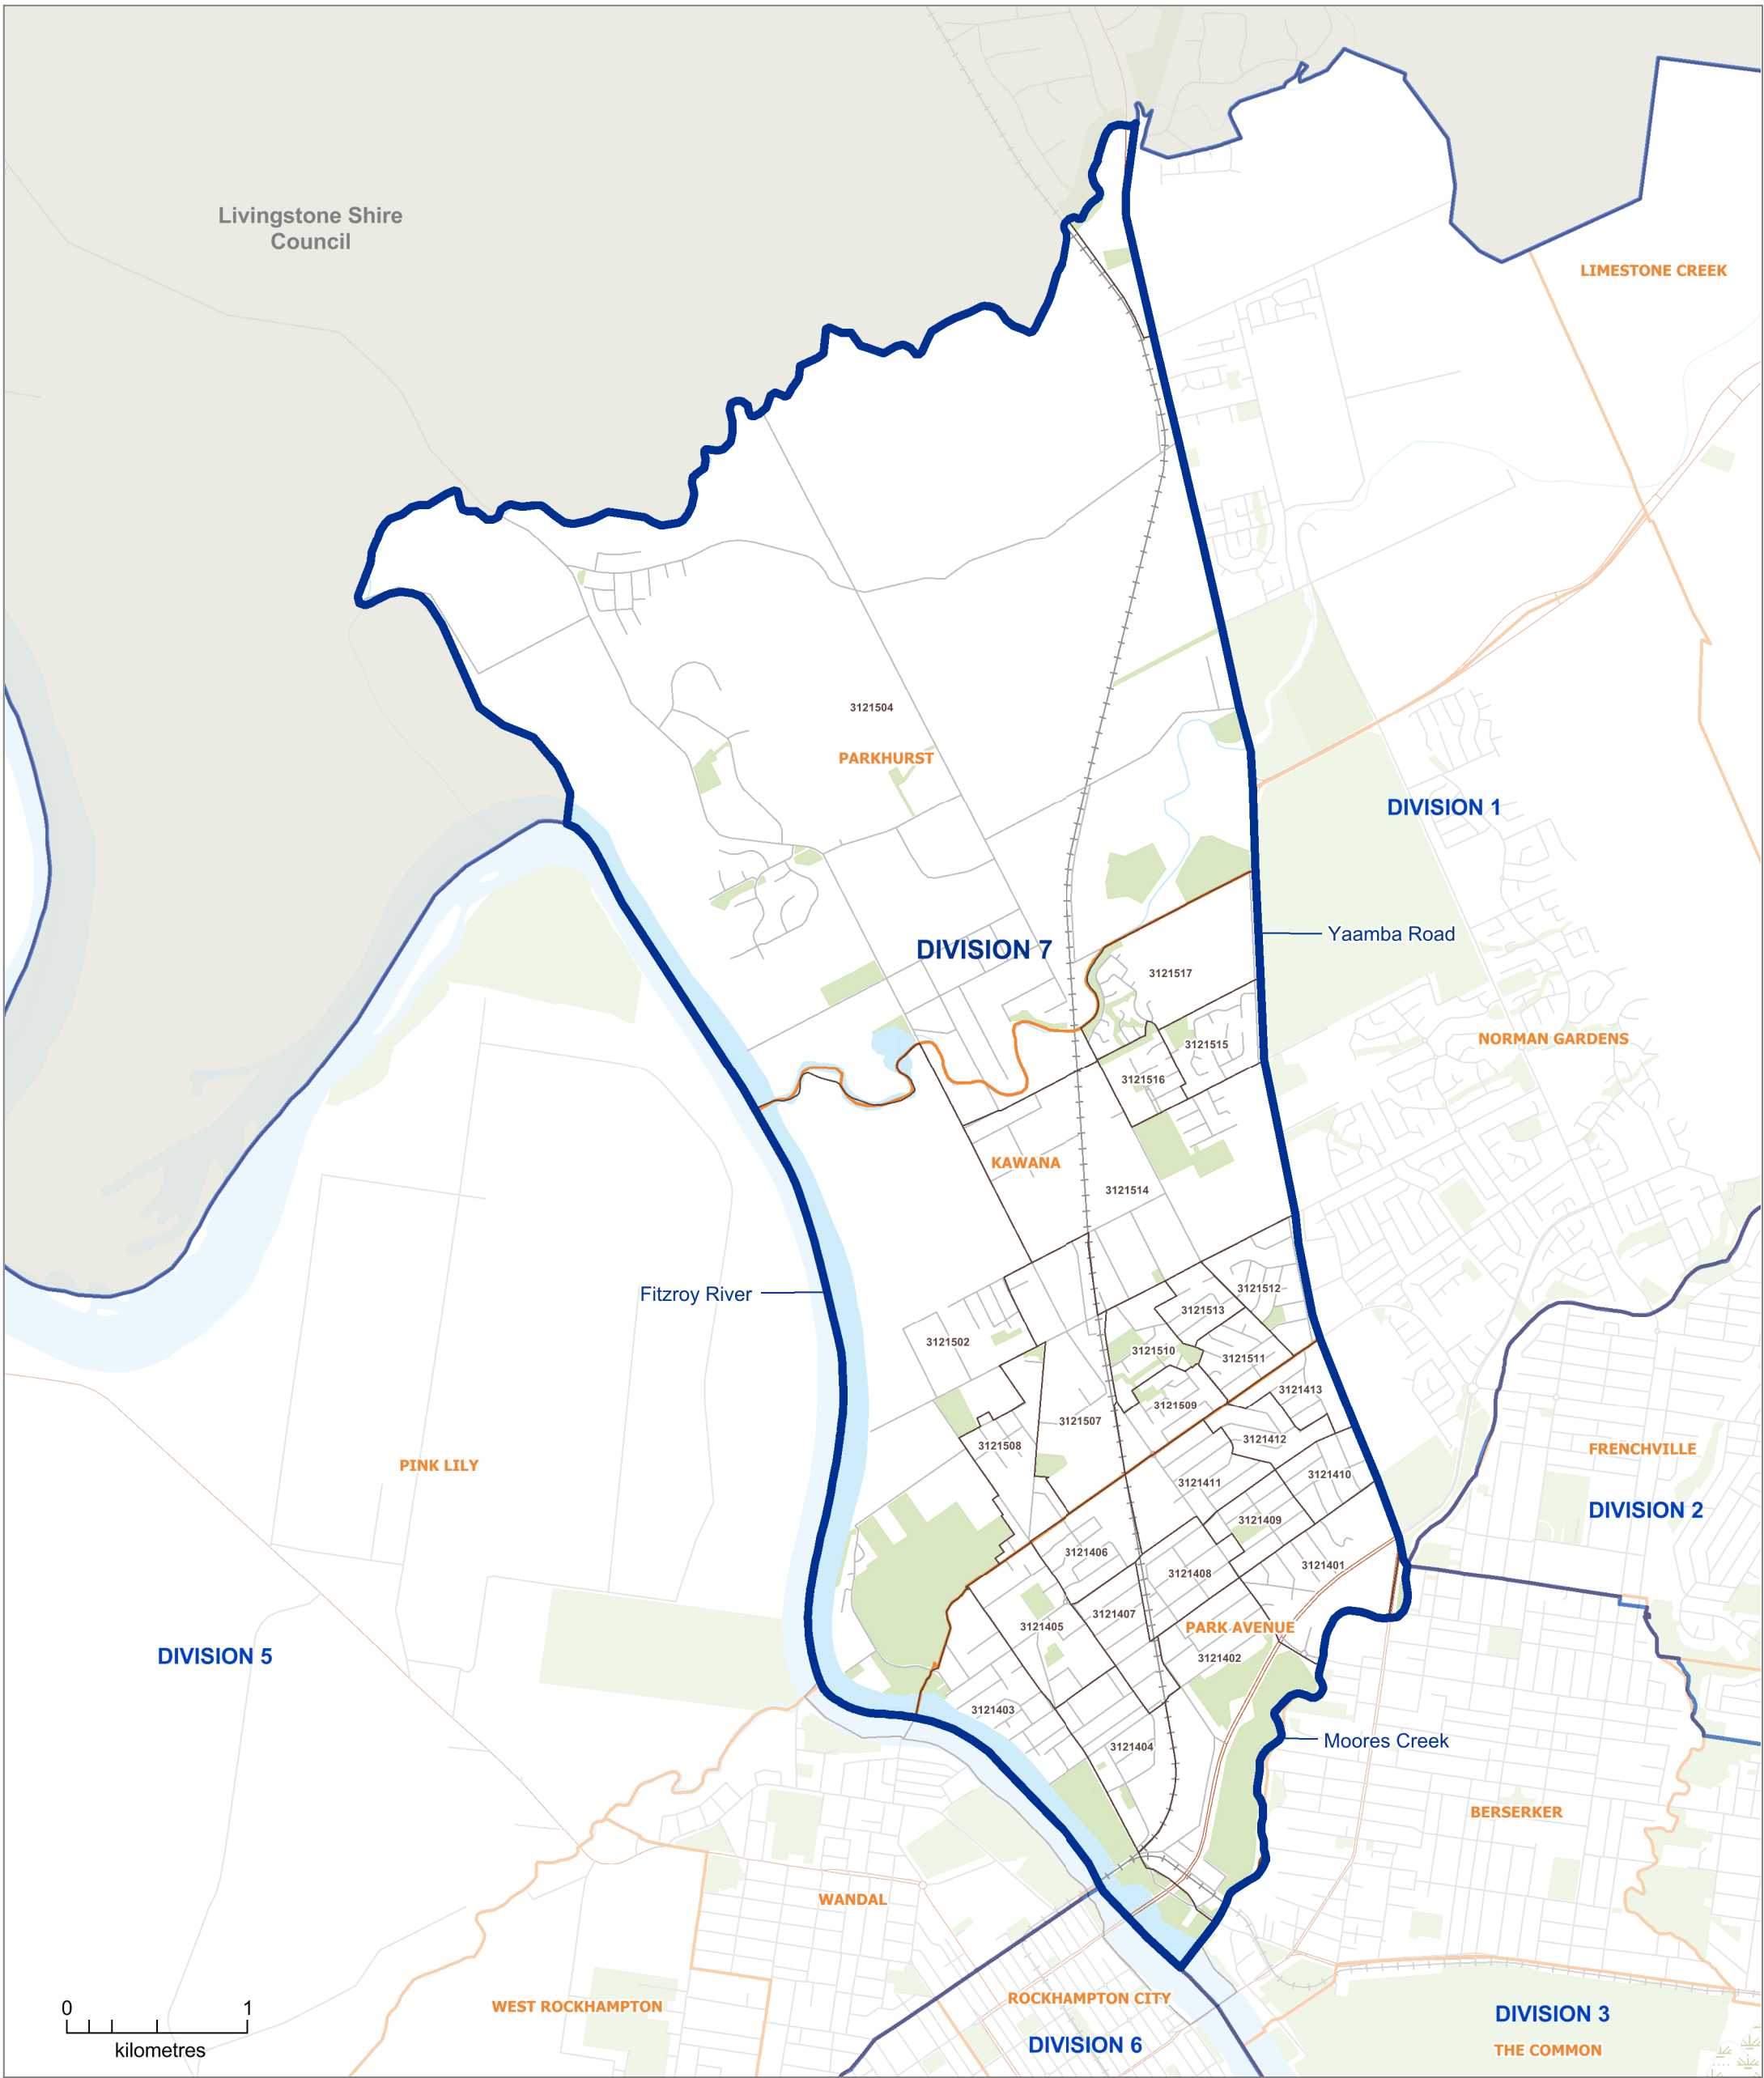 Livingstone Shire
Council
LIMESTONE CREEK
3121504
PARKHURST
DIVISION 1
Yaamba Road
DIVISION 7
3121517
NORMAN GARDENS
3121515
3121516
KAWANA
3121514
Fitzroy River
3121512
3121513
3121502
3121510
3121511
3121413
3121509
3121507
3121412
3121508
FRENCHVILLE
PINK LILY
3121410
3121411
DIVISION 2
3121409
3121406
3121401
3121408
3121407
3121405
PARK AVENUE
DIVISION 5
3121402
3121403
Moores Creek
3121404
BERSERKER
WANDAL
ROCKHAMPTON CITY
WEST ROCKHAMPTON
0 1
kilometres
DIVISION 3
DIVISION 6
THE COMMON